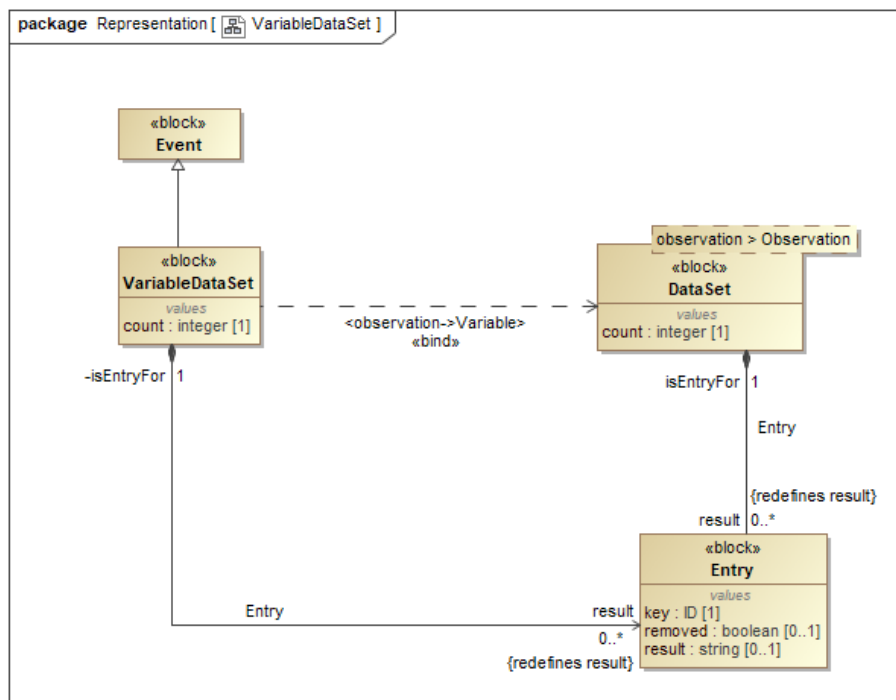 package Representation [ VariableDataSet ]
«block»
Event
observation > Observation
«block»
VariableDataSet
values
count : integer [1]
<observation->Variable>
«bind»
«block»
DataSet
values
count : integer [1]
-isEntryFor 1
isEntryFor 1
Entry
{redefines result}
result 0..*
«block»
Entry
values
key : ID [1]
removed : boolean [0..1]
result : string [0..1]
Entry
result
0..*
{redefines result}